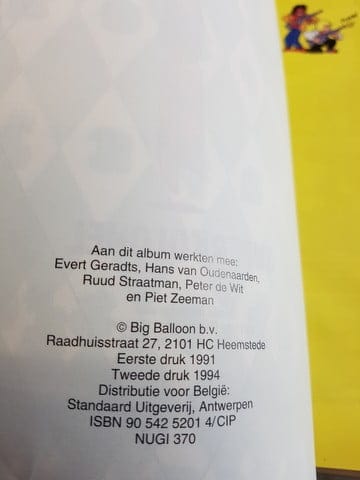 Aan dit album werkten mee:
Evert Geradts, Hans van Oudenaarden,
Ruud Straatman, Peter de Wit
en Piet Zeeman
© Big Balloon b.v.
Raadhuisstraat 27, 2101 HC Heemstede
Eerste druk 1991
Tweede druk 1994
Distributie voor België:
Standaard Uitgeverij, Antwerpen
ISBN 90 542 5201 4/CIP
NUGI 370